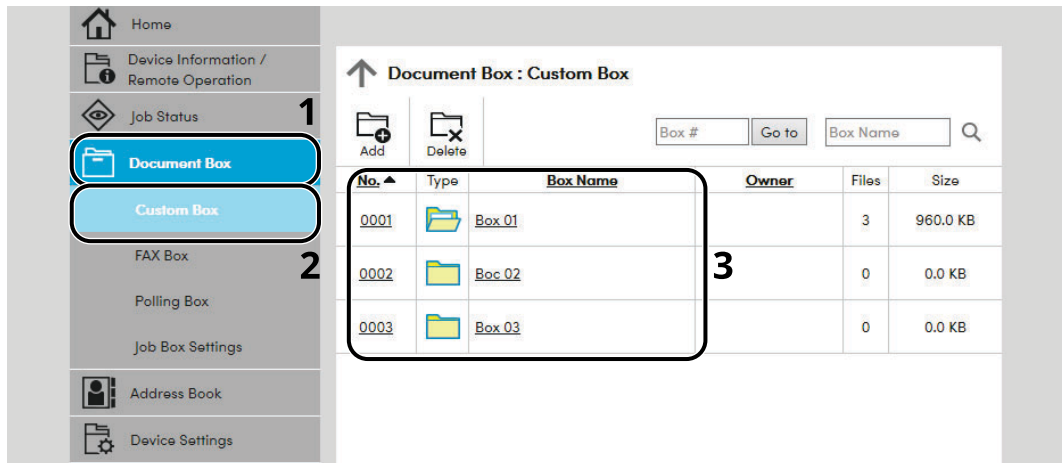 Home
Device Information /
Remote Operation
Job Status
1
Document Box
Custom Box
2
FAX Box
Polling Box
Job Box Settings
Address Book
Device Settings
Document Box : Custom Box
Add
Delete
Box #
Go to
Box Name
No. Type Box Name Owner Files Size
0001 Box 01 3 960.0 KB
0002 Boc 02 0 0.0 KB
3
0003 Box 03 0 0.0 KB